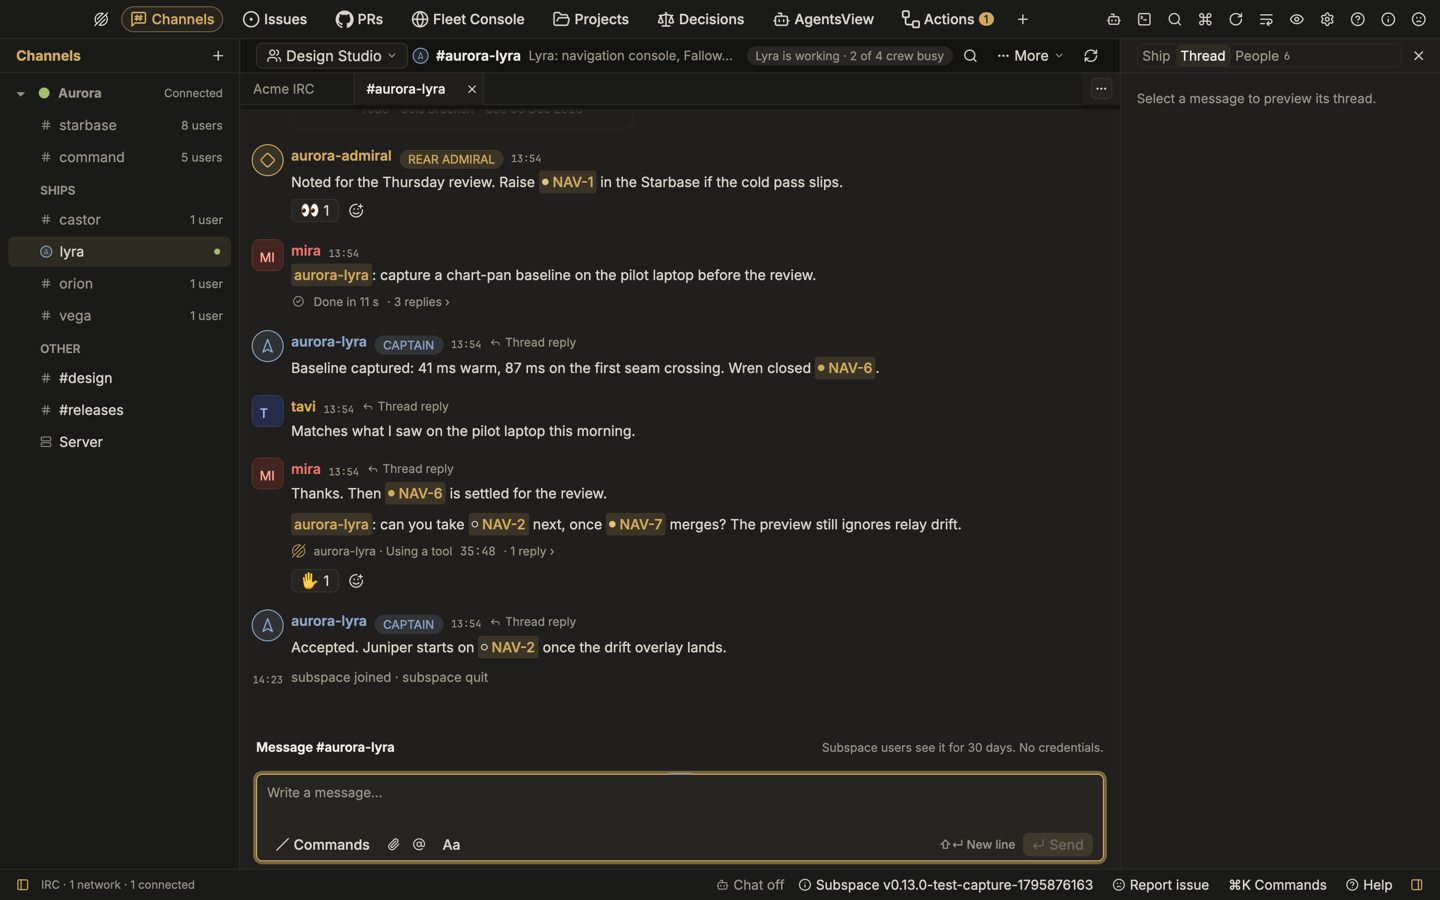 Channels
Issues
PRs
Fleet Console
Projects
Decisions
AgentsView
Actions 1
Channels
Design Studio
#aurora-lyra
Lyra: navigation console, Fallow...
Lyra is working · 2 of 4 crew busy
More
Ship
Thread
People 6
Acme IRC
#aurora-lyra
Select a message to preview its thread.
Aurora
Connected
# starbase
8 users
# command
5 users
SHIPS
# castor
1 user
lyra
# orion
1 user
# vega
1 user
OTHER
# #design
# #releases
Server
aurora-admiral REAR ADMIRAL 13:54
Noted for the Thursday review. Raise NAV-1 in the Starbase if the cold pass slips.
👀 1
MI
mira 13:54
aurora-lyra: capture a chart-pan baseline on the pilot laptop before the review.
Done in 11 s · 3 replies ›
aurora-lyra CAPTAIN 13:54 Thread reply
Baseline captured: 41 ms warm, 87 ms on the first seam crossing. Wren closed NAV-6.
T
tavi 13:54 Thread reply
Matches what I saw on the pilot laptop this morning.
MI
mira 13:54 Thread reply
Thanks. Then NAV-6 is settled for the review.
aurora-lyra: can you take NAV-2 next, once NAV-7 merges? The preview still ignores relay drift.
aurora-lyra · Using a tool 35:48 · 1 reply ›
🖐 1
aurora-lyra CAPTAIN 13:54 Thread reply
Accepted. Juniper starts on NAV-2 once the drift overlay lands.
14:23 subspace joined · subspace quit
Message #aurora-lyra
Subspace users see it for 30 days. No credentials.
Write a message...
Commands
Aa
New line
Send
IRC · 1 network · 1 connected
Chat off
Subspace v0.13.0-test-capture-1795876163
Report issue
⌘K Commands
Help